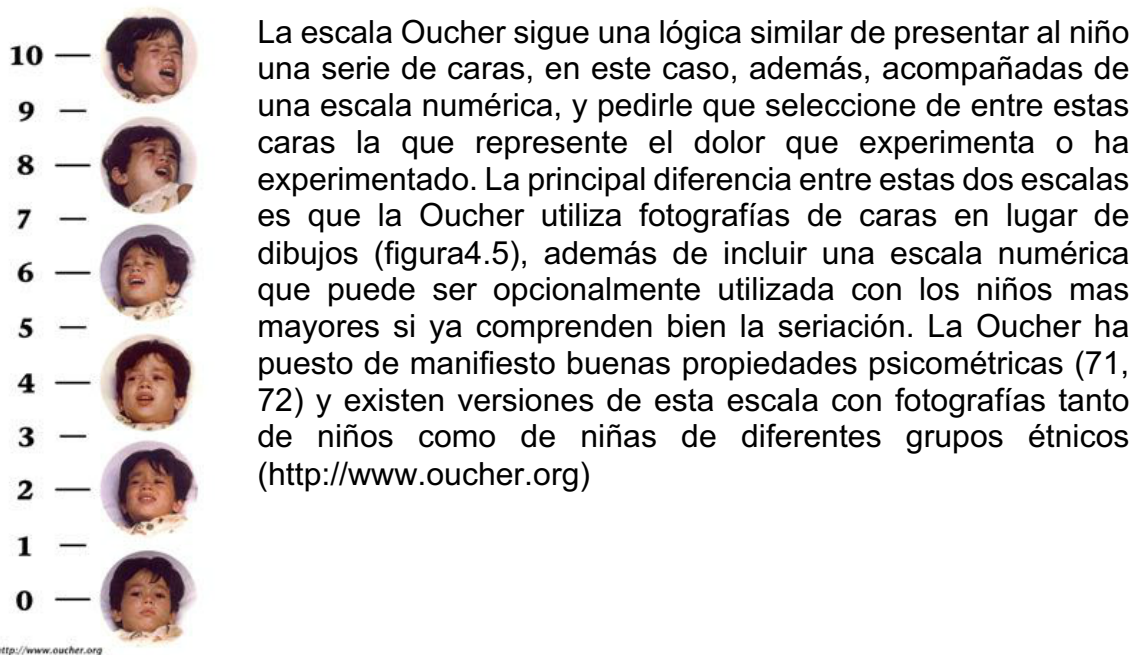 10 —
9 —
8 —
7 —
6 —
5 —
4 —
3 —
2 —
1 —
0 —
http://www.oucher.org
La escala Oucher sigue una lógica similar de presentar al niño
una serie de caras, en este caso, además, acompañadas de
una escala numérica, y pedirle que seleccione de entre estas
caras la que represente el dolor que experimenta o ha
experimentado. La principal diferencia entre estas dos escalas
es que la Oucher utiliza fotografías de caras en lugar de
dibujos (figura4.5), además de incluir una escala numérica
que puede ser opcionalmente utilizada con los niños mas
mayores si ya comprenden bien la seriación. La Oucher ha
puesto de manifiesto buenas propiedades psicométricas (71,
72) y existen versiones de esta escala con fotografías tanto
de niños como de niñas de diferentes grupos étnicos
(http://www.oucher.org)